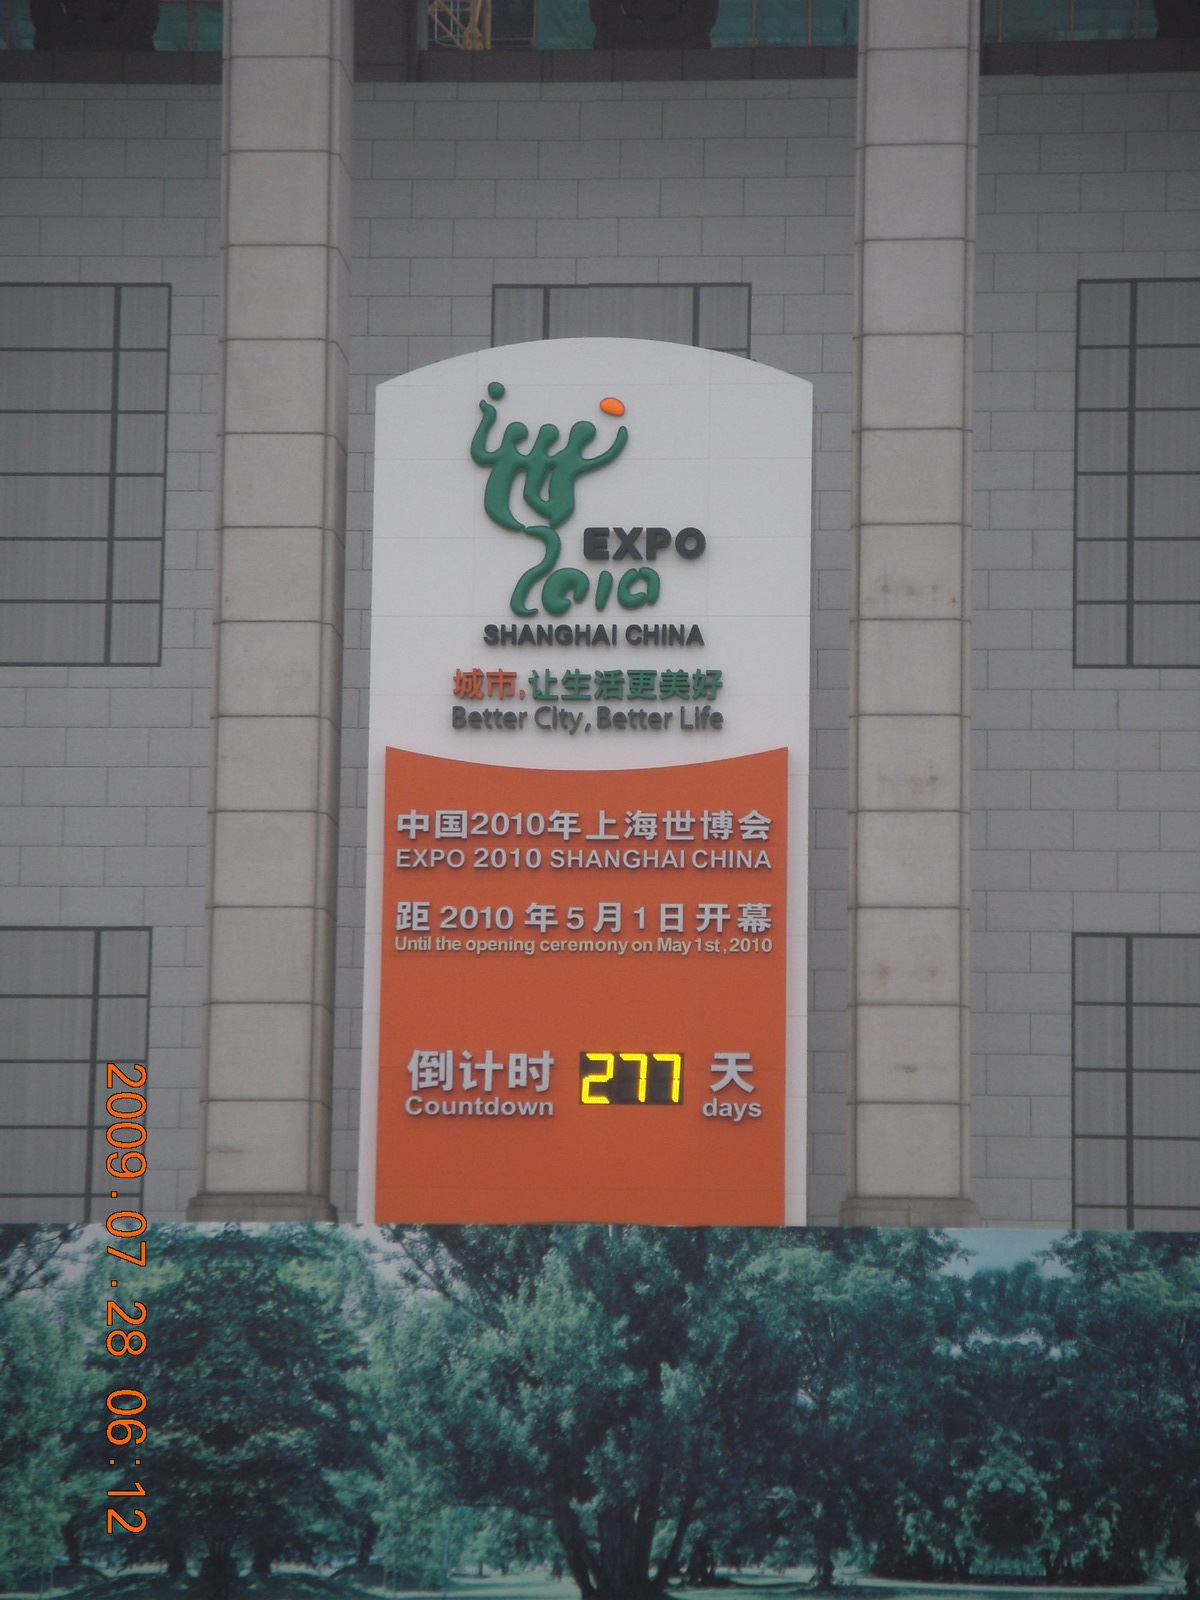 EXPO
2010
SHANGHAI CHINA
城市,让生活更美好
Better City, Better Life
中国2010年上海世博会
EXPO 2010 SHANGHAI CHINA
距 2010 年 5 月 1 日 开 幕
Until the opening ceremony on May 1st, 2010
倒计时 277 天
Countdown days
2009.07.28 06:12